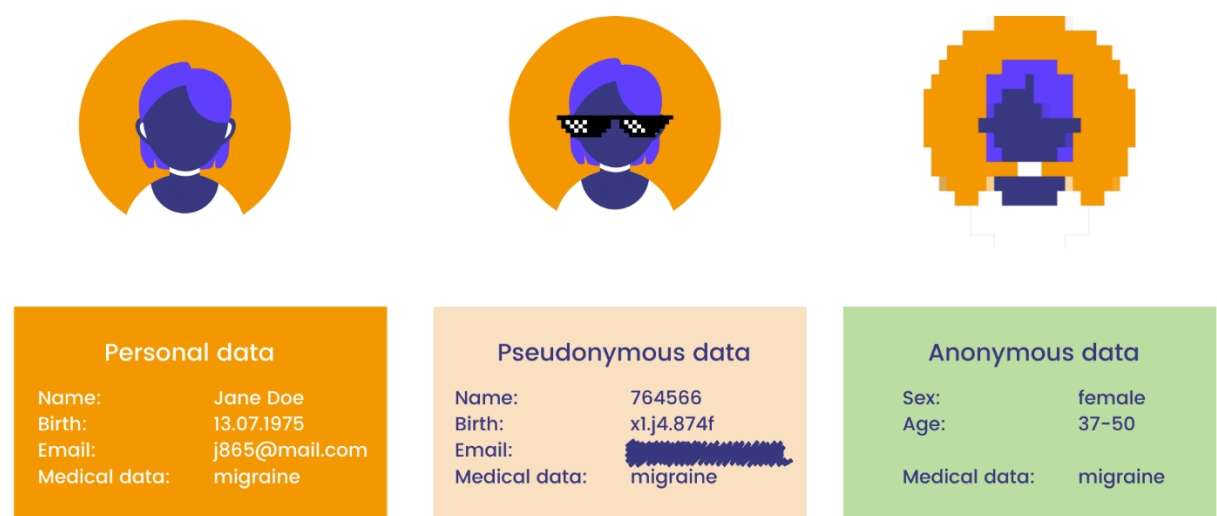 Personal data
Name: Jane Doe
Birth: 13.07.1975
Email: j865@mail.com
Medical data: migraine
Pseudonymous data
Name: 764566
Birth: x1.j4.874f
Email:
Medical data: migraine
Anonymous data
Sex: female
Age: 37-50
Medical data: migraine